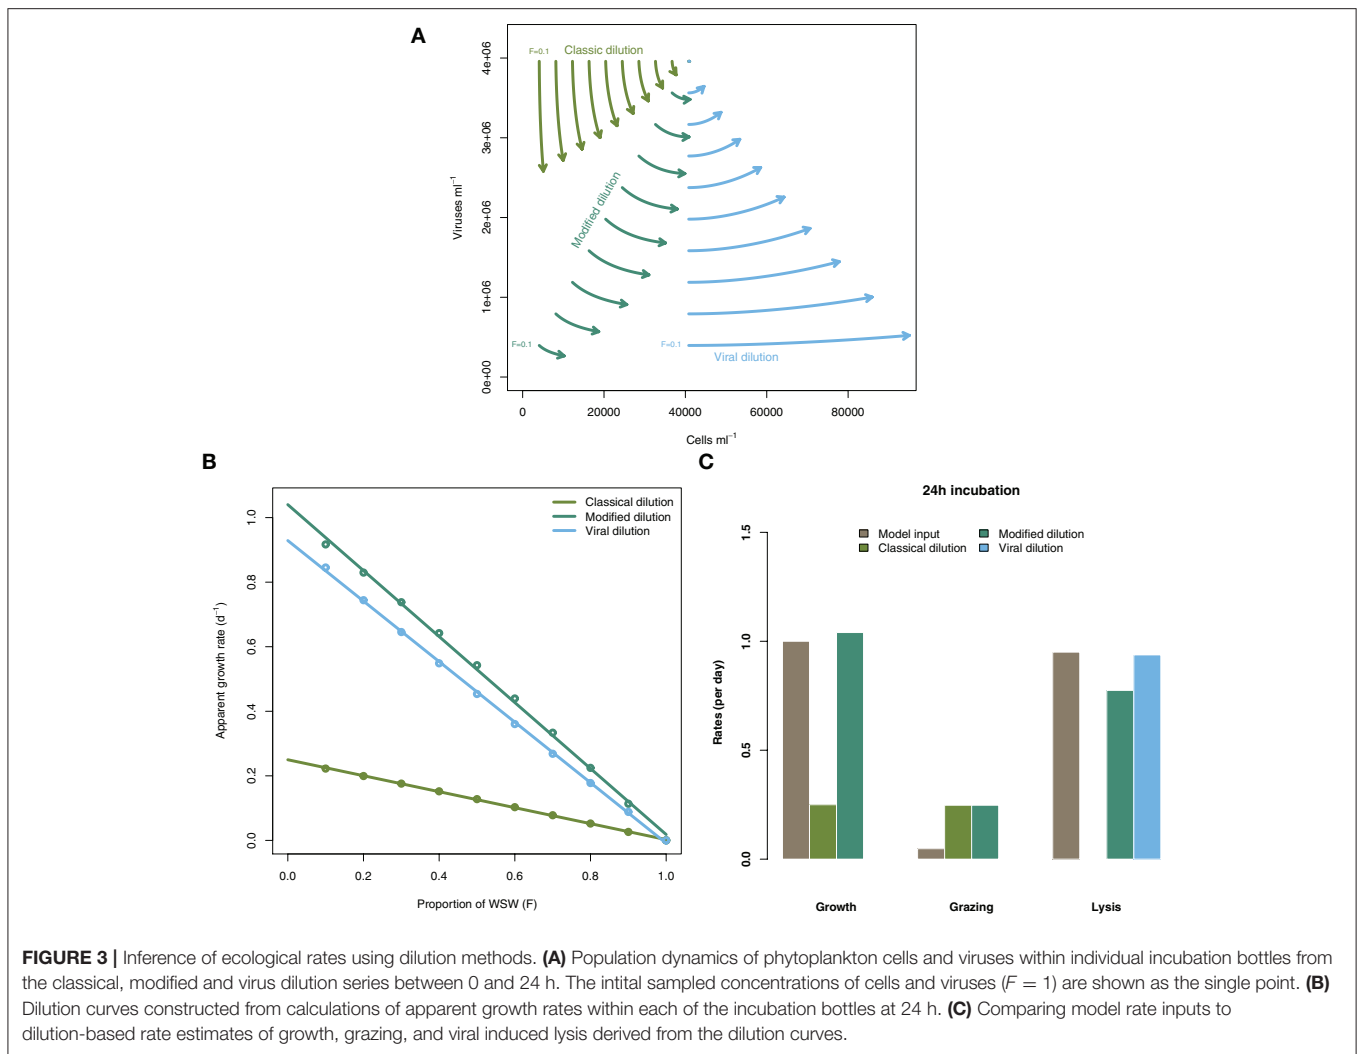 A
F=0.1 Classic dilution
4e+06
3e+06
2e+06
1e+06
0e+00
Viruses ml⁻¹
Modified dilution
F=0.1
F=0.1
Viral dilution
0 20000 40000 60000 80000
Cells ml⁻¹
B
Classical dilution
Modified dilution
Viral dilution
1.0
0.8
0.6
0.4
0.2
0.0
Apparent growth rate (d⁻¹)
0.0 0.2 0.4 0.6 0.8 1.0
Proportion of WSW (F)
C
24h incubation
Model input
Classical dilution
Modified dilution
Viral dilution
1.5
1.0
0.5
0.0
Rates (per day)
Growth Grazing Lysis
FIGURE 3 | Inference of ecological rates using dilution methods. (A) Population dynamics of phytoplankton cells and viruses within individual incubation bottles from
the classical, modified and virus dilution series between 0 and 24 h. The intital sampled concentrations of cells and viruses (F = 1) are shown as the single point. (B)
Dilution curves constructed from calculations of apparent growth rates within each of the incubation bottles at 24 h. (C) Comparing model rate inputs to
dilution-based rate estimates of growth, grazing, and viral induced lysis derived from the dilution curves.